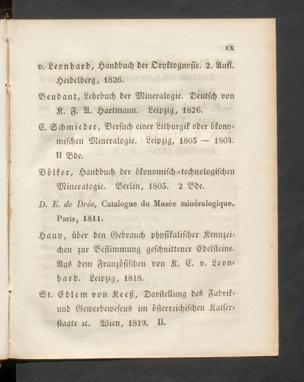 IX
v. Leonhard, Handbuch der Oryktognosie. 2. Aufl.
Heidelberg, 1826.
Beudant, Lehrbuch der Mineralogie. Deutsch von
K. F. A. Hartmann. Leipzig, 1826.
E. Schmieder, Versuch einer Lithurgik oder ökono-
mischen Mineralogie. Leipzig, 1803 — 1804.
II Bde.
Völker, Handbuch der ökonomisch-technologischen
Mineralogie. Berlin, 1805. 2 Bde.
D. E. de Drée, Catalogue du Musée minéralogique.
Paris, 1811.
Hauy, über den Gebrauch physikalischer Kennzei-
chen zur Bestimmung geschnittener Edelsteine.
Aus dem Französischen von K. C. v. Leon-
hard. Leipzig, 1818.
St. Edlem von Keeß, Darstellung des Fabrik-
und Gewerbewesens im österreichischen Kaiser-
staate ꝛc. Wien, 1819. II.